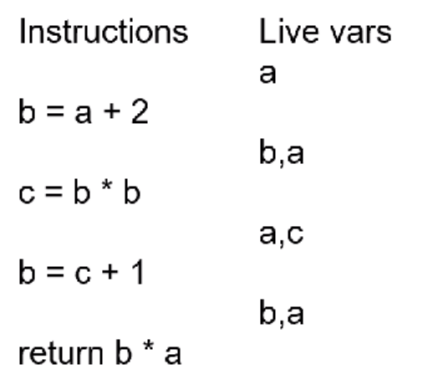 Instructions Live vars
a
b = a + 2
b,a
c = b * b
a,c
b = c + 1
b,a
return b * a